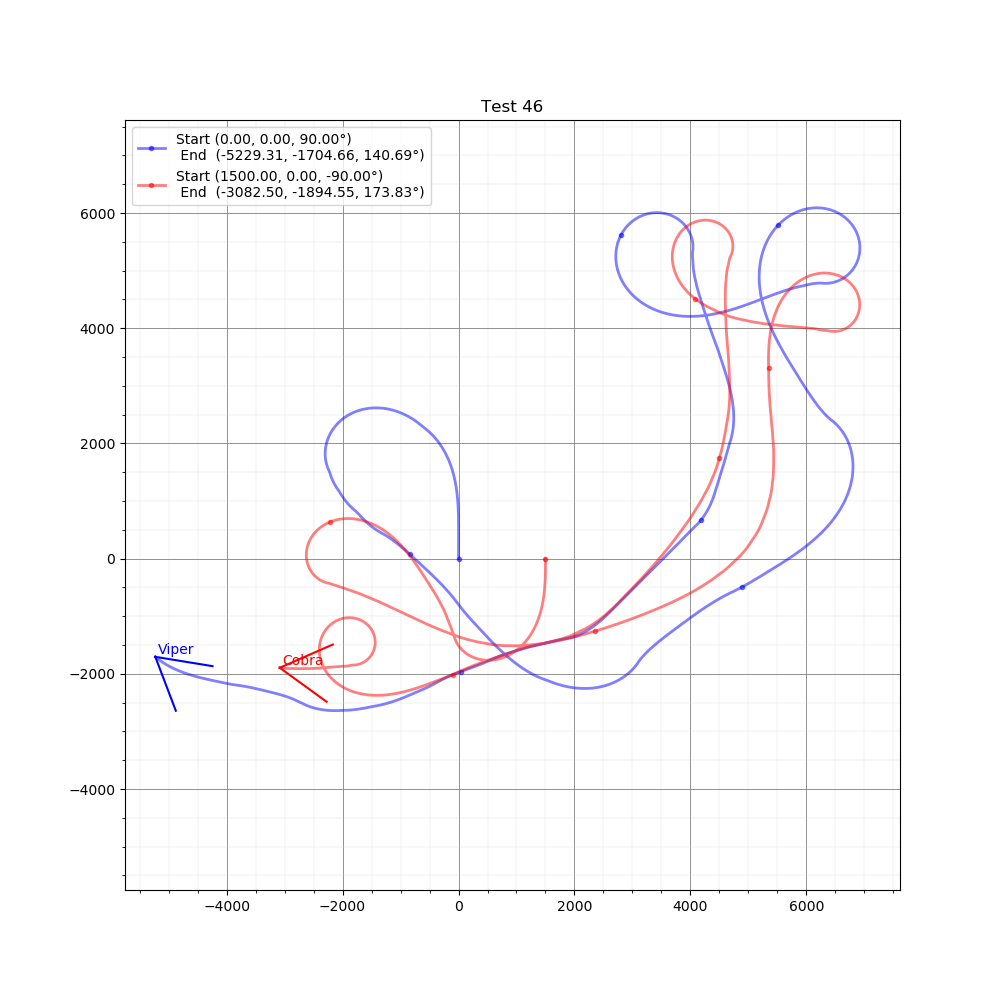 Test 46
Start (0.00, 0.00, 90.00°)
End (-5229.31, -1704.66, 140.69°)
Start (1500.00, 0.00, -90.00°)
End (-3082.50, -1894.55, 173.83°)
6000
4000
2000
0
−2000
−4000
Viper
Cobra
−4000 −2000 0 2000 4000 6000